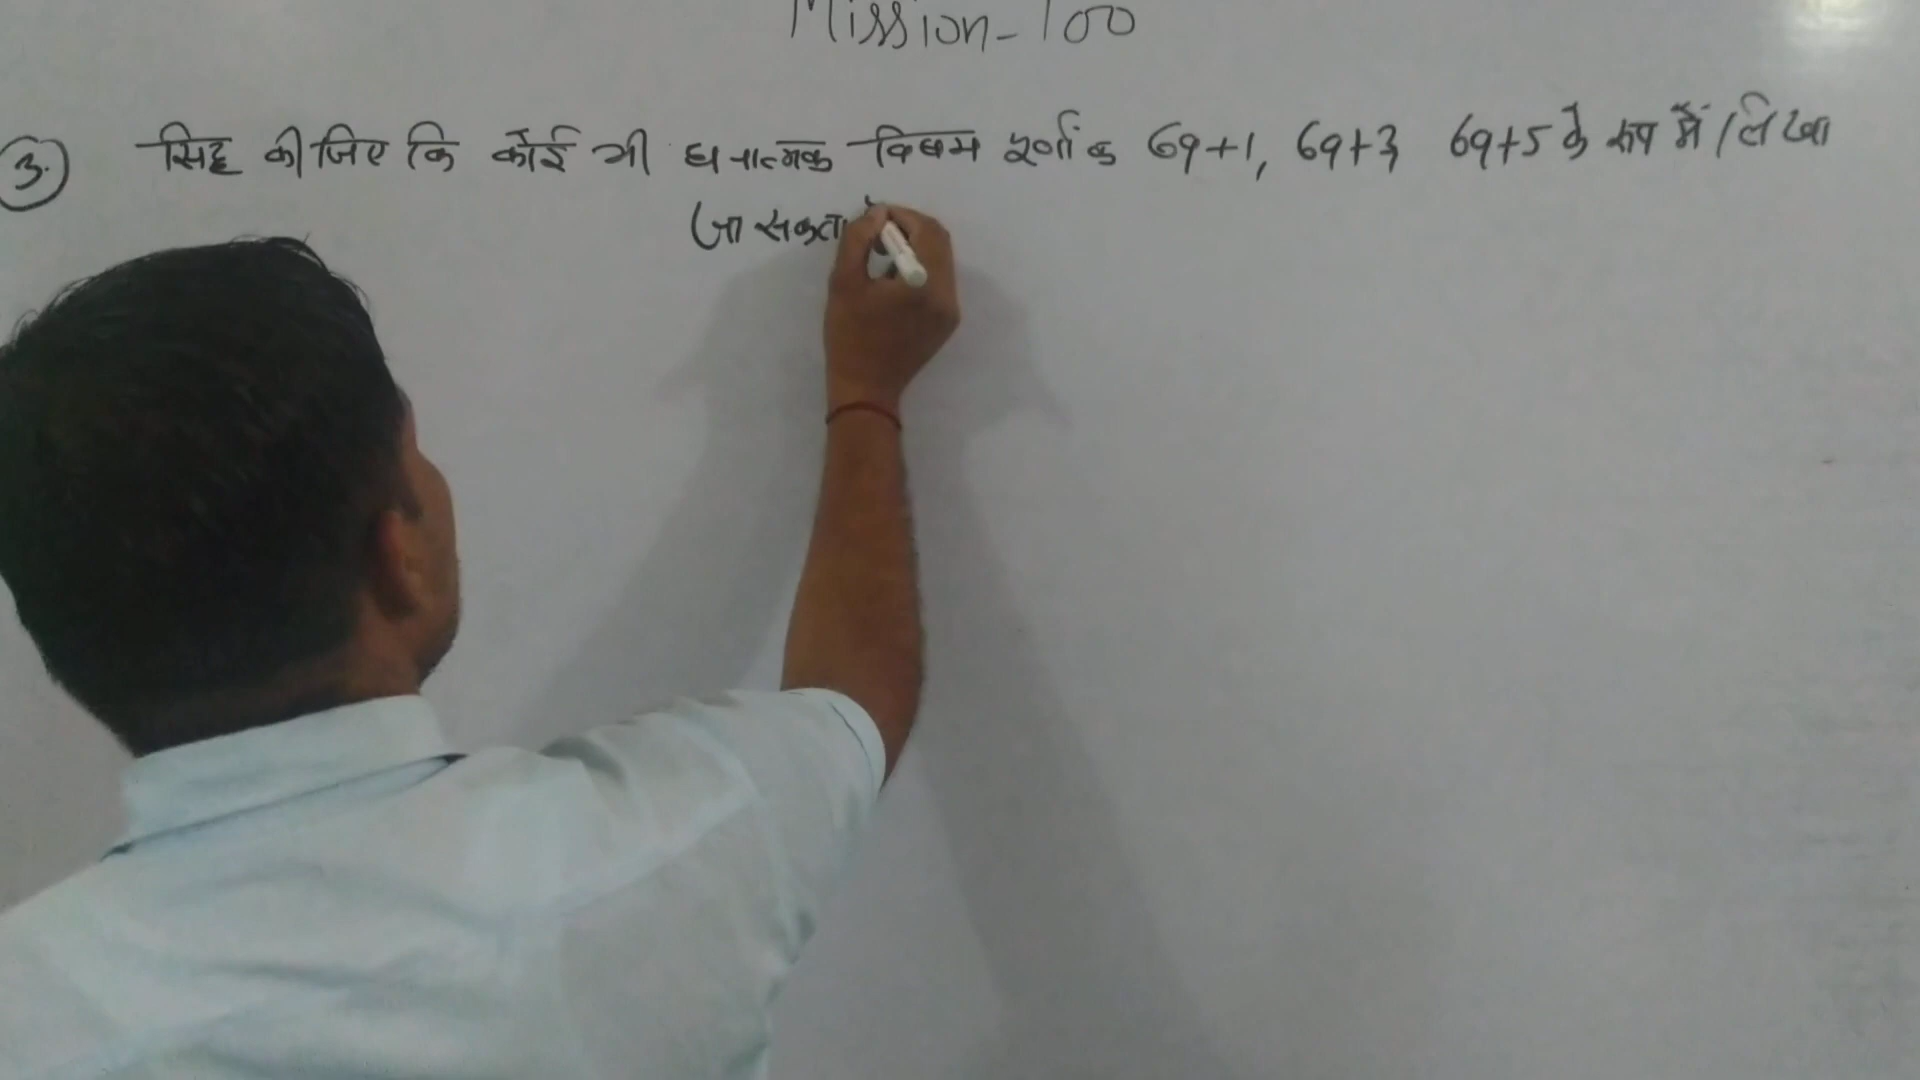 Mission-100
3. सिद्ध कीजिए कि कोई भी धनात्मक विषम पूर्णांक 6q+1, 6q+3 6q+5 के रूप में लिखा
जा सकता